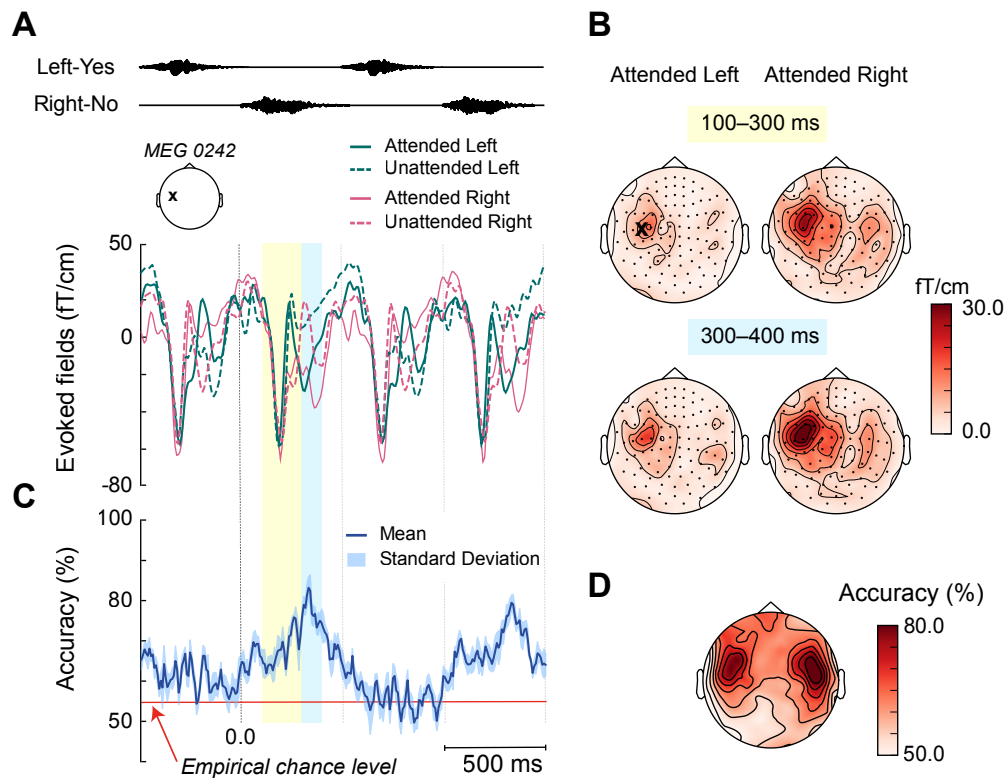 A
Left-Yes
Right-No
MEG 0242
x
Attended Left
Unattended Left
Attended Right
Unattended Right
50
0
-80
Evoked fields (fT/cm)
C
100
80
50
Accuracy (%)
Mean
Standard Deviation
0.0
500 ms
Empirical chance level
B
Attended Left Attended Right
100–300 ms
x
fT/cm
30.0
0.0
300–400 ms
D
Accuracy (%)
80.0
50.0